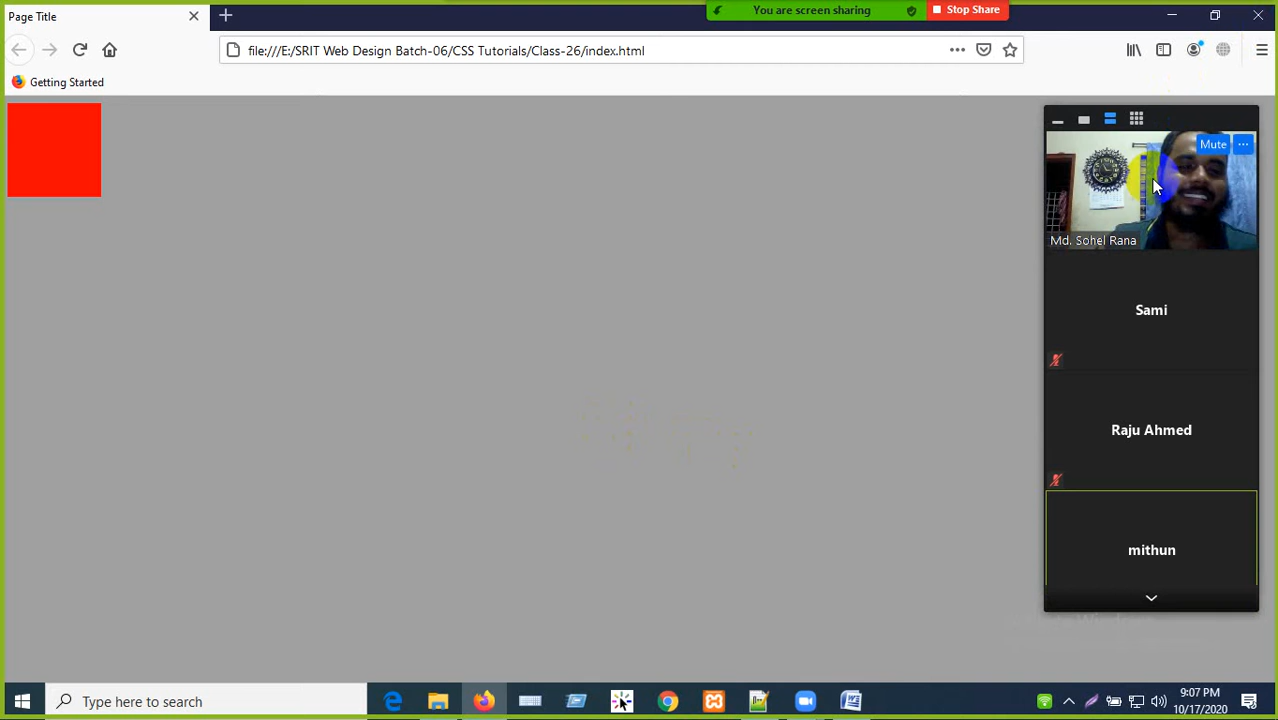 Page Title
You are screen sharing
Stop Share
file:///E:/SRIT Web Design Batch-06/CSS Tutorials/Class-26/index.html
Getting Started
Mute
Md. Sohel Rana
Sami
Raju Ahmed
mithun
Type here to search
9:07 PM
10/17/2020